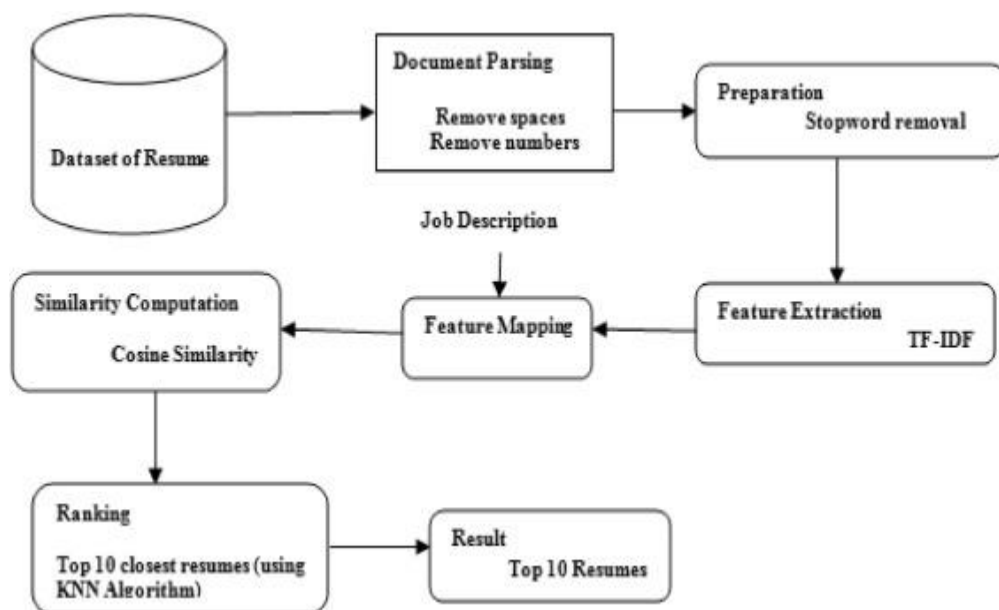 Dataset of Resume
Document Parsing
Remove spaces
Remove numbers
Preparation
Stopword removal
Job Description
Feature Extraction
TF-IDF
Feature Mapping
Similarity Computation
Cosine Similarity
Ranking
Top 10 closest resumes (using
KNN Algorithm)
Result
Top 10 Resumes